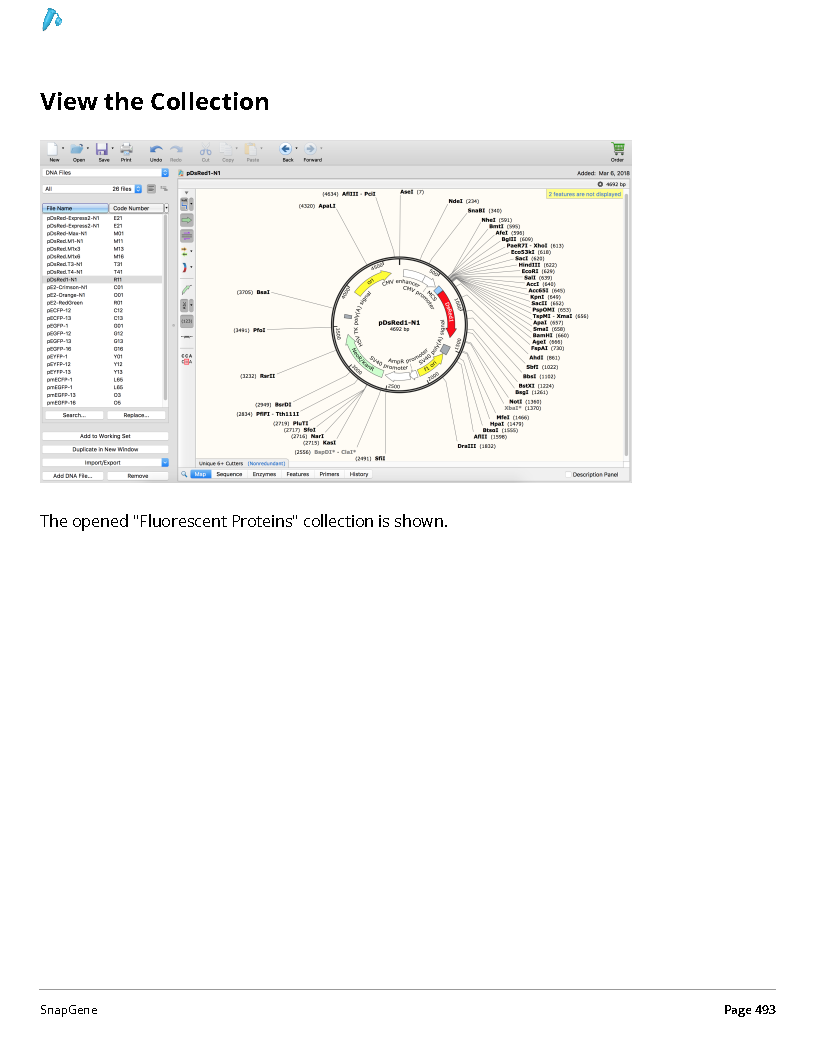 View the Collection
New Open Save Print Undo Redo Cut Copy Paste Back Forward Order
DNA Files
pDsRed1-N1
Added: Mar 6, 2018
All 26 files
4692 bp
2 features are not displayed
File Name Code Number
pDsRed-Express2-N1 E21
pDsRed-Express2-N1 E21
pDsRed-Max-N1 M01
pDsRed.M1-N1 M11
pDsRed.M1x3 M13
pDsRed.M1x6 M16
pDsRed.T3-N1 T31
pDsRed.T4-N1 T41
pDsRed1-N1 R11
pE2-Crimson-N1 C01
pE2-Orange-N1 O01
pE2-RedGreen R01
pECFP-12 C12
pECFP-13 C13
pEGFP-1 G01
pEGFP-12 G12
pEGFP-13 G13
pEGFP-16 G16
pEYFP-1 Y01
pEYFP-12 Y12
pEYFP-13 Y13
pmECFP-1 L65
pmEGFP-1 L65
pmEGFP-13 O3
pmEGFP-16 O5
Search... Replace...
Add to Working Set
Duplicate in New Window
Import/Export
Add DNA File... Remove
(4634) AflIII - PciI
(4320) ApaLI
(3705) BsaI
(3491) PfoI
(3232) RsrII
(2949) BsrDI
(2834) PflFI - Tth111I
(2719) PluTI
(2717) SfoI
(2716) NarI
(2715) KasI
(2556) BspDI* - ClaI*
(2491) SfiI
AseI (7)
NdeI (234)
SnaBI (340)
NheI (591)
BmtI (595)
AfeI (596)
BglII (609)
PaeR7I - XhoI (613)
Eco53kI (618)
SacI (620)
HindIII (622)
EcoRI (629)
SalI (639)
AccI (640)
Acc65I (645)
KpnI (649)
SacII (652)
PspOMI (653)
TspMI - XmaI (656)
ApaI (657)
SmaI (658)
BamHI (660)
AgeI (666)
FspAI (730)
AhdI (861)
SbfI (1022)
BbsI (1102)
BstXI (1224)
BsgI (1261)
NotI (1360)
XbaI* (1370)
MfeI (1466)
HpaI (1479)
BtsαI (1555)
AflII (1598)
DraIII (1832)
500
1000
1500
2000
2500
3000
3500
4000
4500
ori
CMV enhancer
CMV promoter
MCS
DsRed1
SV40 poly(A) signal
f1 ori
AmpR promoter
SV40 promoter
NeoR/KanR
HSV TK poly(A) signal
pDsRed1-N1
4692 bp
Unique 6+ Cutters (Nonredundant)
Map Sequence Enzymes Features Primers History Description Panel
The opened "Fluorescent Proteins" collection is shown.
SnapGene
Page 493